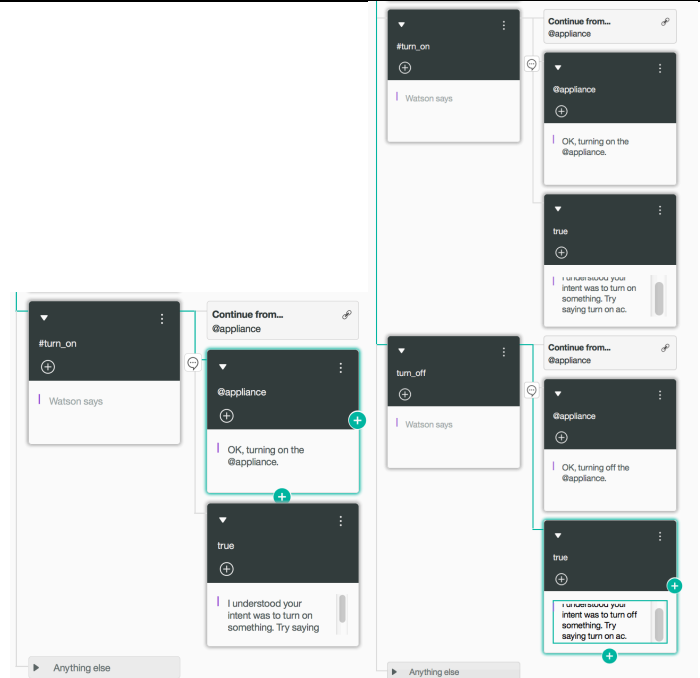 #turn_on
Watson says
Continue from...
@appliance
@appliance
OK, turning on the
@appliance.
true
I understood your
intent was to turn on
something. Try saying
Anything else
#turn_on
Watson says
Continue from...
@appliance
@appliance
OK, turning on the
@appliance.
true
I understood your
intent was to turn on
something. Try
saying turn on ac.
turn_off
Watson says
Continue from...
@appliance
@appliance
OK, turning off the
@appliance.
true
I understood your
intent was to turn off
something. Try
saying turn on ac.
Anything else